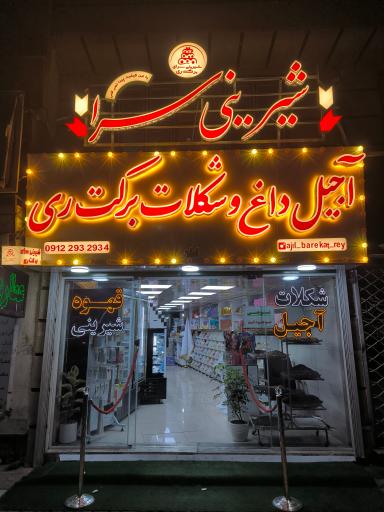 شیرینی سرا
آجیل داغ و شکلات برکت ری
0912 293 2934
ajil_barekat_rey
قهوه
شیرینی
شکلات
آجیل